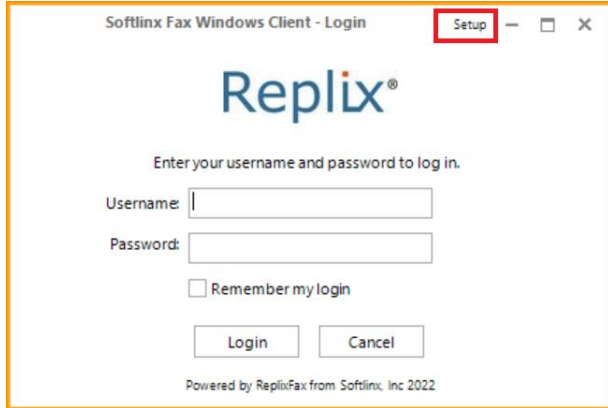 Softlinx Fax Windows Client - Login Setup
Replix®
Enter your username and password to log in.
Username:
Password:
Remember my login
Login Cancel
Powered by ReplixFax from Softlinx, Inc 2022